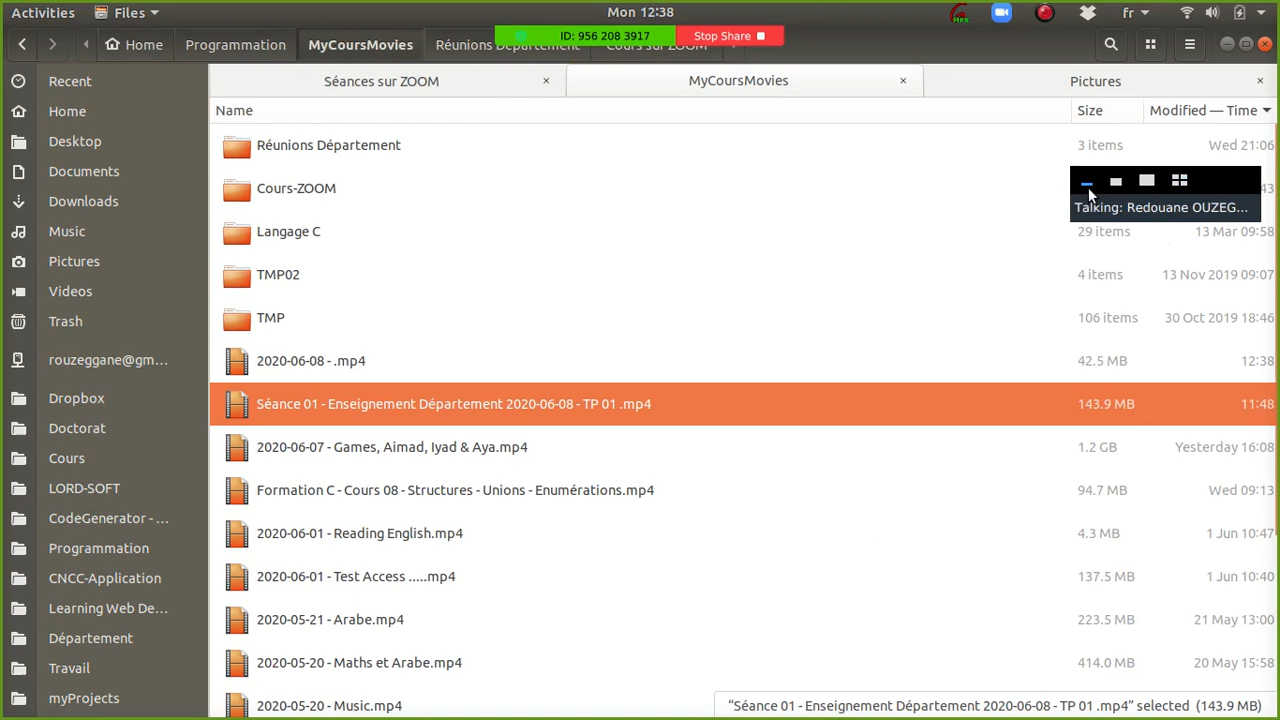 Activities Files Mon 12:38 MPX fr
Home Programmation MyCoursMovies Réunions Département Cours sur ZOOM
ID: 956 208 3917 Stop Share
Séances sur ZOOM MyCoursMovies Pictures
Name Size Modified — Time
Recent
Home
Desktop
Documents
Downloads
Music
Pictures
Videos
Trash
rouzeggane@gm...
Dropbox
Doctorat
Cours
LORD-SOFT
CodeGenerator - ...
Programmation
CNCC-Application
Learning Web De...
Département
Travail
myProjects
Réunions Département 3 items Wed 21:06
Cours-ZOOM 43
Talking: Redouane OUZEG...
Langage C 29 items 13 Mar 09:58
TMP02 4 items 13 Nov 2019 09:07
TMP 106 items 30 Oct 2019 18:46
2020-06-08 - .mp4 42.5 MB 12:38
Séance 01 - Enseignement Département 2020-06-08 - TP 01 .mp4 143.9 MB 11:48
2020-06-07 - Games, Aimad, Iyad & Aya.mp4 1.2 GB Yesterday 16:08
Formation C - Cours 08 - Structures - Unions - Enumérations.mp4 94.7 MB Wed 09:13
2020-06-01 - Reading English.mp4 4.3 MB 1 Jun 10:47
2020-06-01 - Test Access .....mp4 137.5 MB 1 Jun 10:40
2020-05-21 - Arabe.mp4 223.5 MB 21 May 13:00
2020-05-20 - Maths et Arabe.mp4 414.0 MB 20 May 15:58
2020-05-20 - Music.mp4
“Séance 01 - Enseignement Département 2020-06-08 - TP 01 .mp4” selected (143.9 MB)